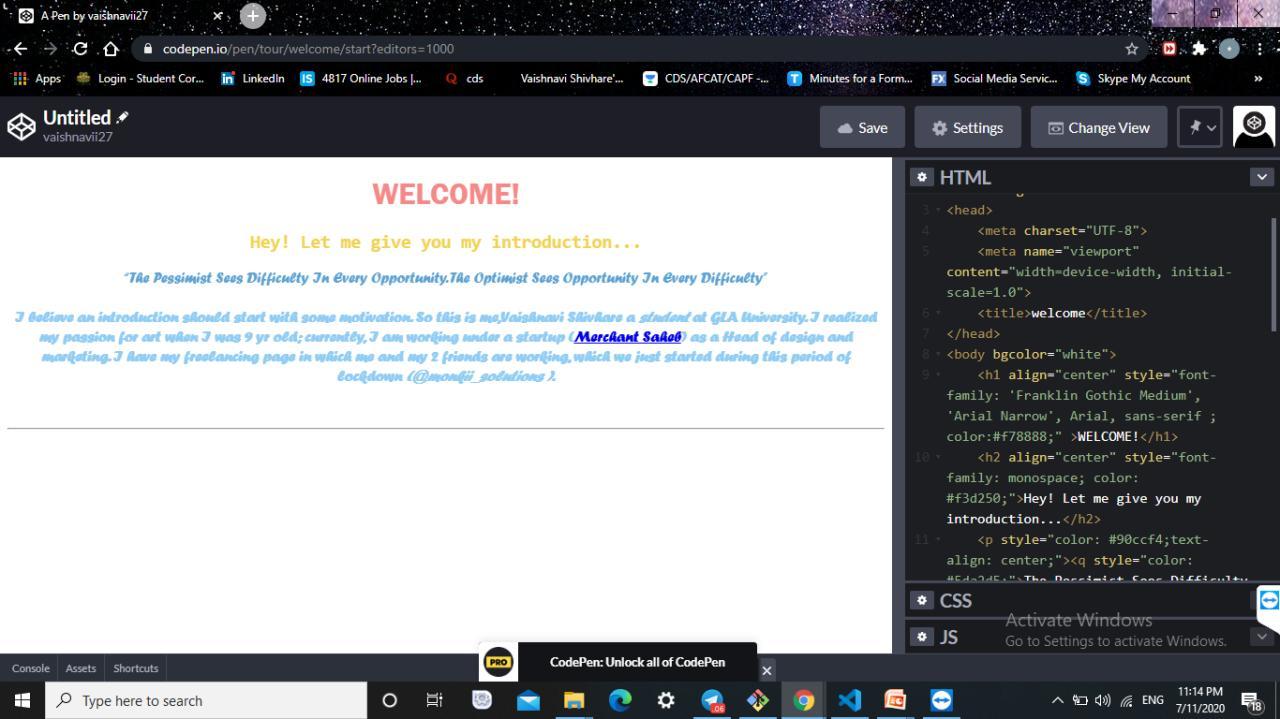 A Pen by vaishnavii27
codepen.io/pen/tour/welcome/start?editors=1000
Apps Login - Student Cor... LinkedIn 4817 Online Jobs |... cds Vaishnavi Shivhare'... CDS/AFCAT/CAPF -... Minutes for a Form... Social Media Servic... Skype My Account »
Untitled
vaishnavii27
Save Settings Change View
WELCOME!
Hey! Let me give you my introduction...
"The Pessimist Sees Difficulty In Every Opportunity.The Optimist Sees Opportunity In Every Difficulty"
I believe an introduction should start with some motivation. So this is me,Vaishnavi Shivhare a student at GLA University. I realized
my passion for art when I was 9 yr old; currently, I am working under a startup (Merchant Saheb) as a Head of design and
marketing. I have my freelancing page in which me and my 2 friends are working, which we just started during this period of
lockdown (@monkii_solutions ).
HTML
3 <head>
4 <meta charset="UTF-8">
5 <meta name="viewport"
content="width=device-width, initial-
scale=1.0">
6 <title>welcome</title>
7 </head>
8 <body bgcolor="white">
9 <h1 align="center" style="font-
family: 'Franklin Gothic Medium',
'Arial Narrow', Arial, sans-serif ;
color:#f78888;" >WELCOME!</h1>
10 <h2 align="center" style="font-
family: monospace; color:
#f3d250;">Hey! Let me give you my
introduction...</h2>
11 <p style="color: #90ccf4;text-
align: center;"><q style="color:
#5da2d5;">The Pessimist Sees Difficulty
CSS
JS
Activate Windows
Go to Settings to activate Windows.
Console Assets Shortcuts
PRO CodePen: Unlock all of CodePen
Type here to search
.06
ENG
11:14 PM
7/11/2020
18